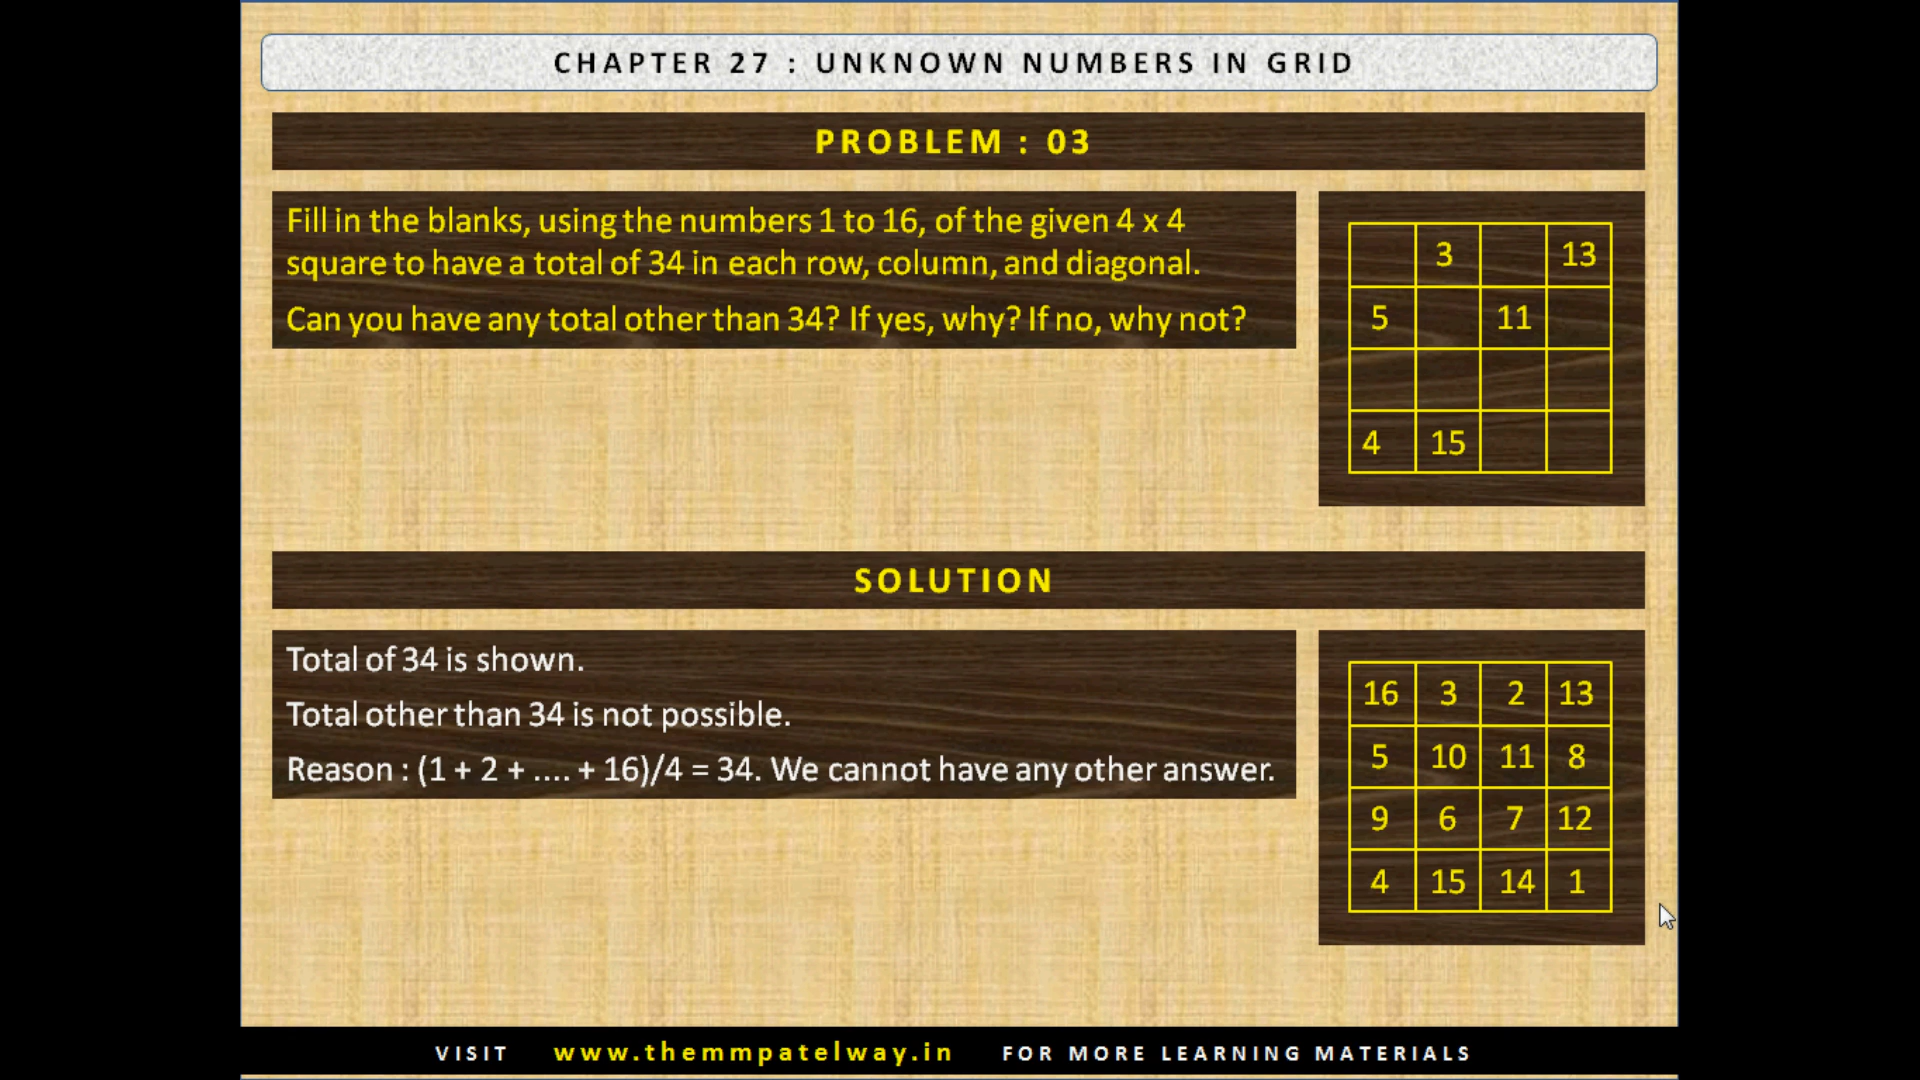 CHAPTER 27 : UNKNOWN NUMBERS IN GRID
PROBLEM : 03
Fill in the blanks, using the numbers 1 to 16, of the given 4 x 4
square to have a total of 34 in each row, column, and diagonal.
Can you have any total other than 34? If yes, why? If no, why not?
3 13
5 11
4 15
SOLUTION
Total of 34 is shown.
Total other than 34 is not possible.
Reason : (1 + 2 + .... + 16)/4 = 34. We cannot have any other answer.
16 3 2 13
5 10 11 8
9 6 7 12
4 15 14 1
VISIT www.themmpatelway.in FOR MORE LEARNING MATERIALS